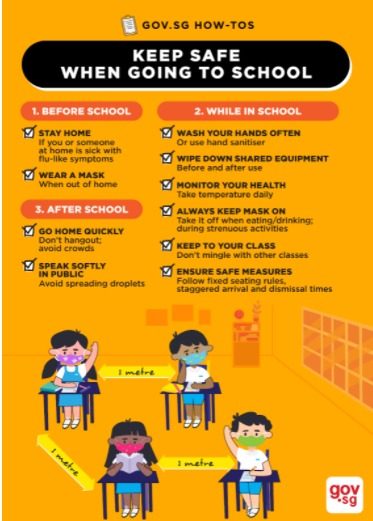 GOV.SG HOW-TOS
KEEP SAFE
WHEN GOING TO SCHOOL
1. BEFORE SCHOOL
STAY HOME
If you or someone
at home is sick with
flu-like symptoms
WEAR A MASK
When out of home
2. WHILE IN SCHOOL
WASH YOUR HANDS OFTEN
Or use hand sanitiser
WIPE DOWN SHARED EQUIPMENT
Before and after use
MONITOR YOUR HEALTH
Take temperature daily
ALWAYS KEEP MASK ON
Take it off when eating/drinking;
during strenuous activities
KEEP TO YOUR CLASS
Don't mingle with other classes
ENSURE SAFE MEASURES
Follow fixed seating rules,
staggered arrival and dismissal times
3. AFTER SCHOOL
GO HOME QUICKLY
Don't hangout;
avoid crowds
SPEAK SOFTLY
IN PUBLIC
Avoid spreading droplets
1 metre
1 metre
1 metre
gov
.sg